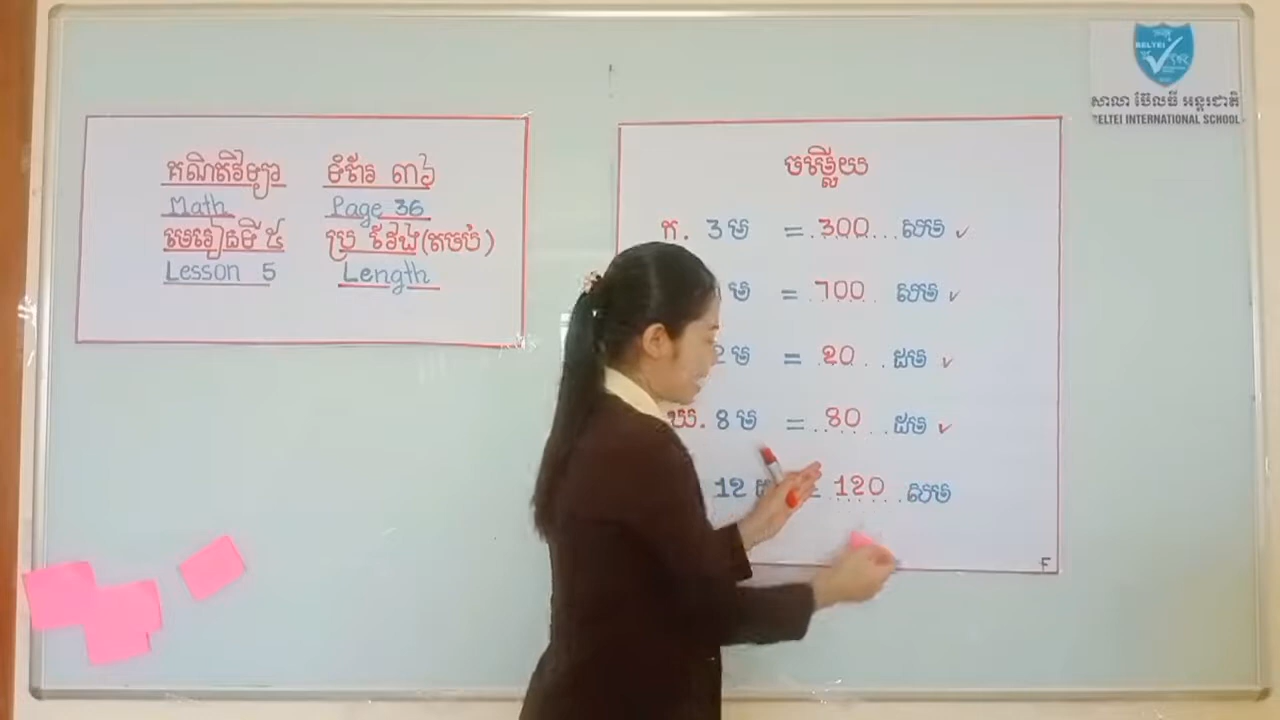 គណិតវិទ្យា ទំព័រ ៣៦
Math Page 36
មេរៀនទី ៥ ប្រវែង(តចប់)
Lesson 5 Length
ចម្លើយ
ក. 3ម = 300 សម ✓
ម = 700 សម ✓
2ម = 20 ដម ✓
ឃ. 8ម = 80 ដម ✓
12 = 120 សម
F
BELTEI
សាលា ប៊ែលធី អន្តរជាតិ
BELTEI INTERNATIONAL SCHOOL